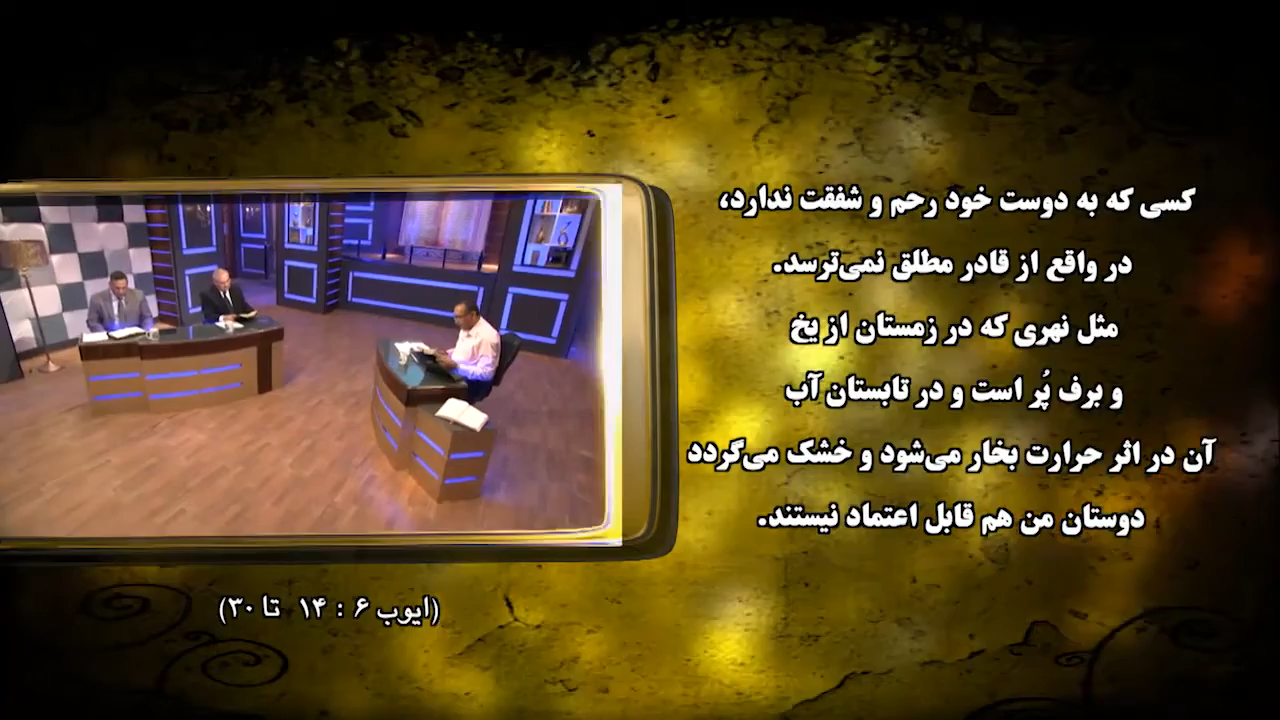 کسی که به دوست خود رحم و شفقت ندارد،
در واقع از قادر مطلق نمی‌ترسد.
مثل نهری که در زمستان از یخ
و برف پُر است و در تابستان آب
آن در اثر حرارت بخار می‌شود و خشک می‌گردد
دوستان من هم قابل اعتماد نیستند.
(ایوب ۶ : ۱۴ تا ۳۰)